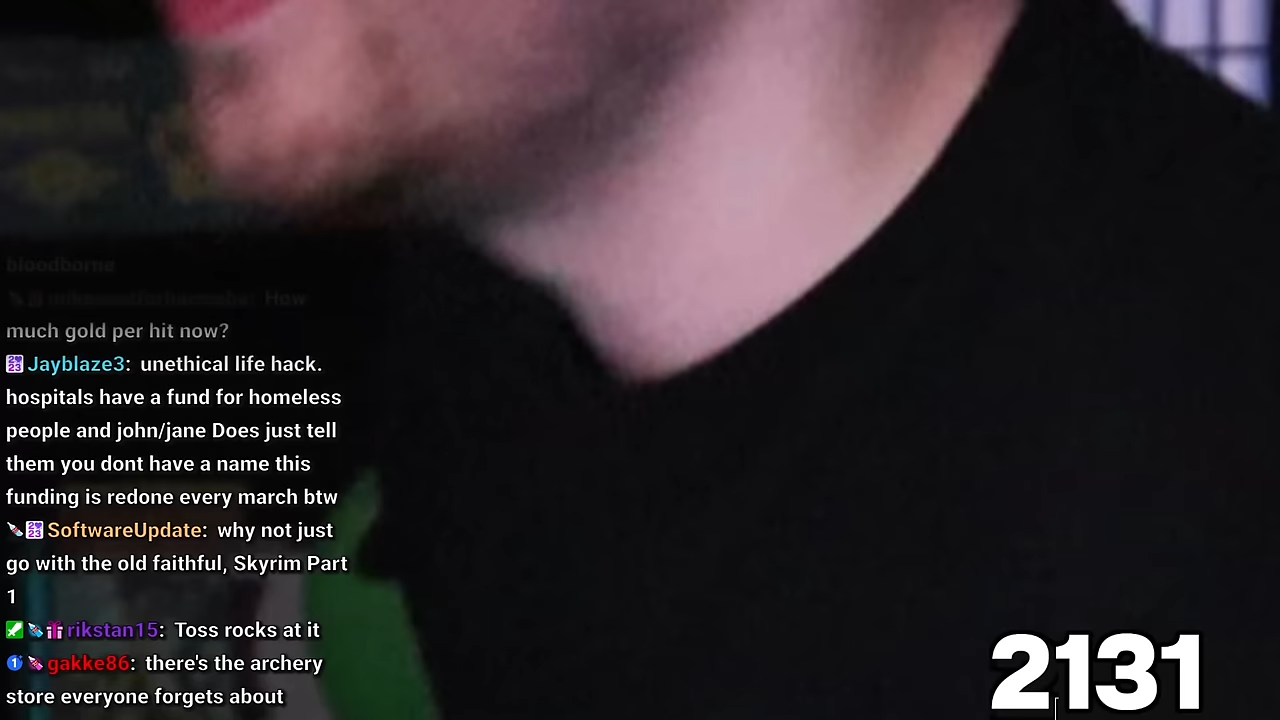 bloodborne
How
much gold per hit now?
Jayblaze3: unethical life hack.
hospitals have a fund for homeless
people and john/jane Does just tell
them you dont have a name this
funding is redone every march btw
SoftwareUpdate: why not just
go with the old faithful, Skyrim Part
1
rikstan15: Toss rocks at it
gakke86: there's the archery
store everyone forgets about
2131